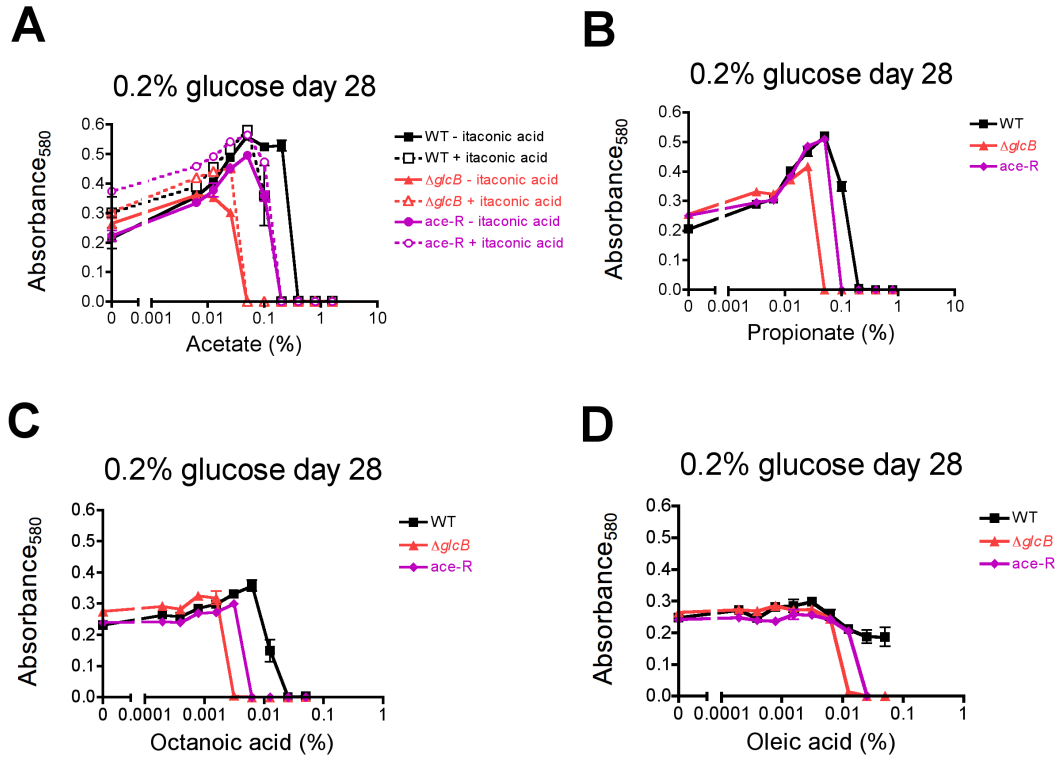 A
0.2% glucose day 28
Absorbance580
0.6
0.5
0.4
0.3
0.2
0.1
0.0
0 0.001 0.01 0.1 1 10
Acetate (%)
WT - itaconic acid
WT + itaconic acid
ΔglcB - itaconic acid
ΔglcB + itaconic acid
ace-R - itaconic acid
ace-R + itaconic acid
B
0.2% glucose day 28
Absorbance580
0.6
0.5
0.4
0.3
0.2
0.1
0.0
0 0.001 0.01 0.1 1 10
Propionate (%)
WT
ΔglcB
ace-R
C
0.2% glucose day 28
Absorbance580
0.6
0.5
0.4
0.3
0.2
0.1
0.0
0 0.0001 0.001 0.01 0.1 1
Octanoic acid (%)
WT
ΔglcB
ace-R
D
0.2% glucose day 28
Absorbance580
0.6
0.5
0.4
0.3
0.2
0.1
0.0
0 0.0001 0.001 0.01 0.1 1
Oleic acid (%)
WT
ΔglcB
ace-R